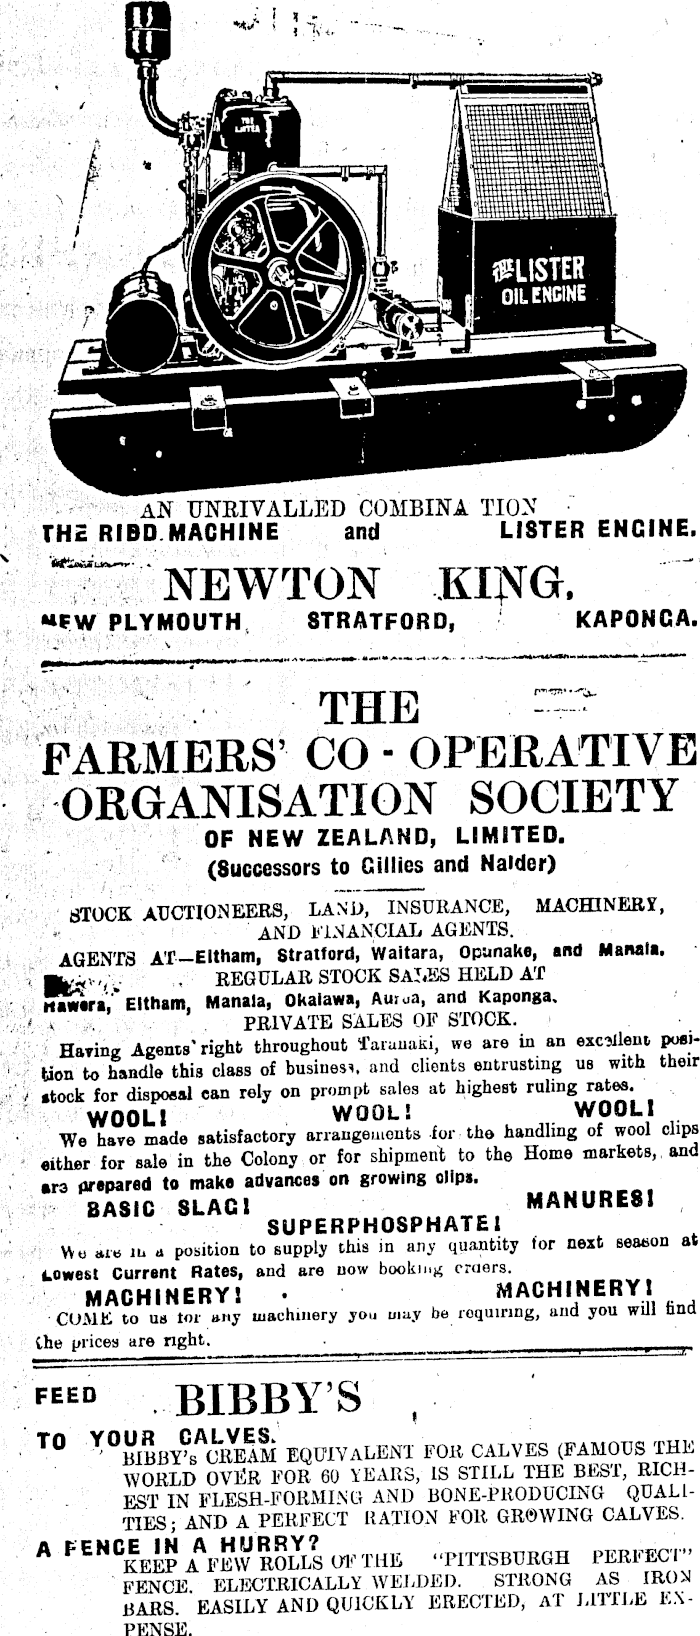 THE
LISTER
THE LISTER
OIL ENGINE
AN UNRIVALLED COMBINA TION
THE RIDD MACHINE and LISTER ENGINE.
NEWTON KING,
NEW PLYMOUTH STRATFORD, KAPONGA.
THE
FARMERS' CO-OPERATIVE
ORGANISATION SOCIETY
OF NEW ZEALAND, LIMITED.
(Successors to Gillies and Nalder)
STOCK AUCTIONEERS, LAND, INSURANCE, MACHINERY,
AND FINANCIAL AGENTS.
AGENTS AT—Eltham, Stratford, Waitara, Opunake, and Manaia.
REGULAR STOCK SALES HELD AT
Hawera, Eltham, Manaia, Okaiawa, Auroa, and Kaponga.
PRIVATE SALES OF STOCK.
Having Agents right throughout Taranaki, we are in an excellent posi-
tion to handle this class of business, and clients entrusting us with their
stock for disposal can rely on prompt sales at highest ruling rates.
WOOL! WOOL! WOOL!
We have made satisfactory arrangements for the handling of wool clips
either for sale in the Colony or for shipment to the Home markets, and
are prepared to make advances on growing clips.
BASIC SLAG! MANURES!
SUPERPHOSPHATE!
We are in a position to supply this in any quantity for next season at
Lowest Current Rates, and are now booking orders.
MACHINERY! MACHINERY!
COME to us for any machinery you may be requiring, and you will find
the prices are right.
FEED BIBBY'S
TO YOUR CALVES.
BIBBY's CREAM EQUIVALENT FOR CALVES (FAMOUS THE
WORLD OVER FOR 60 YEARS, IS STILL THE BEST, RICH-
EST IN FLESH-FORMING AND BONE-PRODUCING QUALI-
TIES; AND A PERFECT RATION FOR GROWING CALVES.
A FENCE IN A HURRY?
KEEP A FEW ROLLS OF THE "PITTSBURGH PERFECT"
FENCE. ELECTRICALLY WELDED. STRONG AS IRON
BARS. EASILY AND QUICKLY ERECTED, AT LITTLE EX-
PENSE.